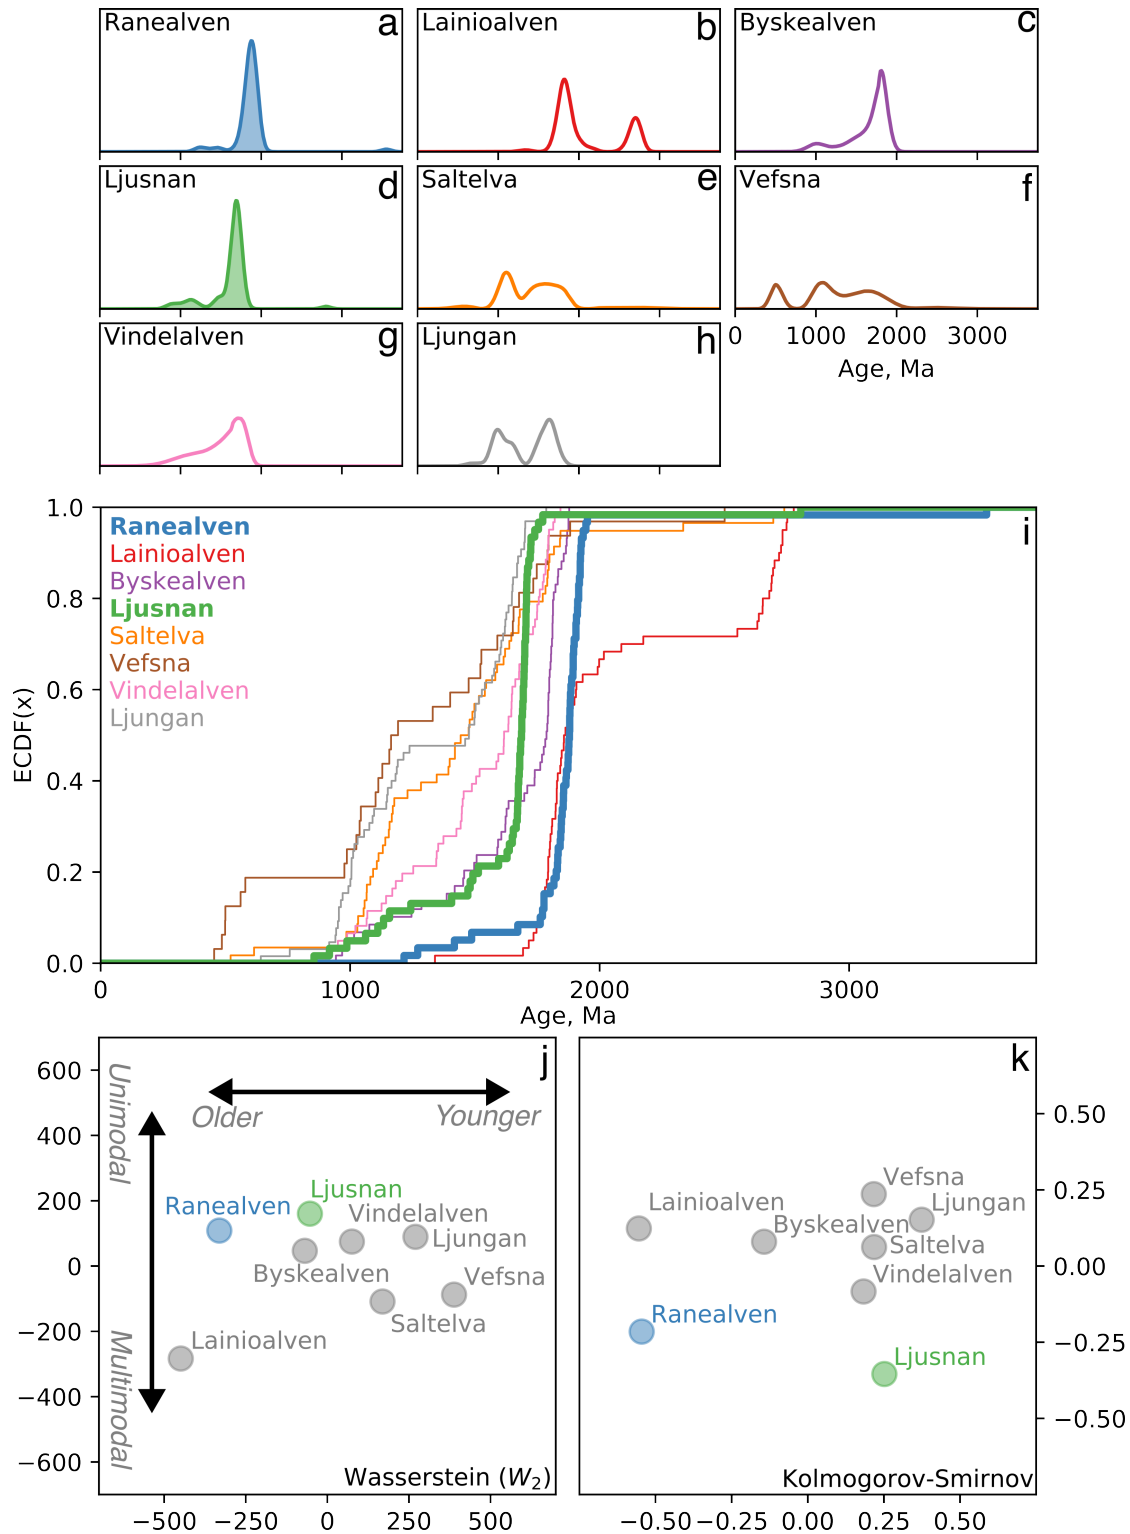 Ranealven a
Lainioalven b
Byskealven c
Ljusnan d
Saltelva e
Vefsna f
Vindelalven g
Ljungan h
0 1000 2000 3000
Age, Ma
i
Ranealven
Lainioalven
Byskealven
Ljusnan
Saltelva
Vefsna
Vindelalven
Ljungan
ECDF(x)
1.0
0.8
0.6
0.4
0.2
0.0
0 1000 2000 3000
Age, Ma
j
600
400
200
0
−200
−400
−600
Unimodal
Multimodal
Older Younger
Ranealven
Ljusnan
Vindelalven
Ljungan
Byskealven
Vefsna
Saltelva
Lainioalven
Wasserstein (W₂)
−500 −250 0 250 500
k
Vefsna
Lainioalven
Ljungan
Byskealven
Saltelva
Vindelalven
Ranealven
Ljusnan
Kolmogorov-Smirnov
0.50
0.25
0.00
−0.25
−0.50
−0.50 −0.25 0.00 0.25 0.50